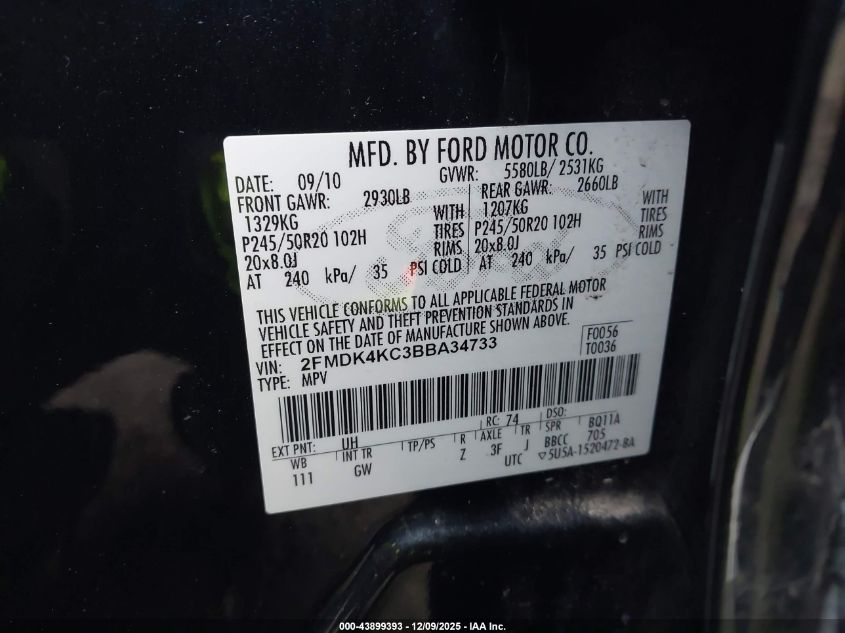 MFD. BY FORD MOTOR CO.
DATE: 09/10 GVWR: 5580LB/ 2531KG
FRONT GAWR: 2930LB REAR GAWR: 2660LB
1329KG WITH 1207KG WITH
P245/50R20 102H TIRES P245/50R20 102H TIRES
20x8.0J RIMS 20x8.0J RIMS
AT 240 kPa/ 35 PSI COLD AT 240 kPa/ 35 PSI COLD
THIS VEHICLE CONFORMS TO ALL APPLICABLE FEDERAL MOTOR
VEHICLE SAFETY AND THEFT PREVENTION STANDARDS IN
EFFECT ON THE DATE OF MANUFACTURE SHOWN ABOVE.
VIN: 2FMDK4KC3BBA34733 F0056
TYPE: MPV T0036
EXT PNT: UH RC: 74 DSO:
WB INT TR TP/PS R AXLE TR SPR BQ11A
111 GW Z 3F J BBCC 705
UTC ▽5U5A-1520472-BA
000-43899393 - 12/09/2025 - IAA Inc.